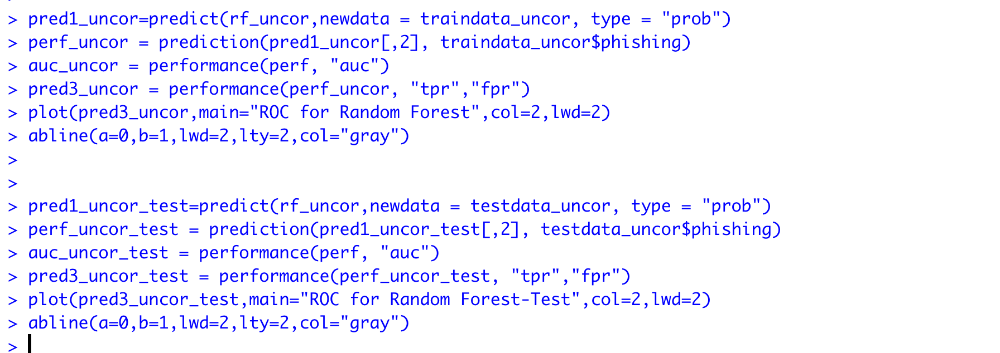 > pred1_uncor=predict(rf_uncor,newdata = traindata_uncor, type = "prob")
> perf_uncor = prediction(pred1_uncor[,2], traindata_uncor$phishing)
> auc_uncor = performance(perf, "auc")
> pred3_uncor = performance(perf_uncor, "tpr","fpr")
> plot(pred3_uncor,main="ROC for Random Forest",col=2,lwd=2)
> abline(a=0,b=1,lwd=2,lty=2,col="gray")
>
>
> pred1_uncor_test=predict(rf_uncor,newdata = testdata_uncor, type = "prob")
> perf_uncor_test = prediction(pred1_uncor_test[,2], testdata_uncor$phishing)
> auc_uncor_test = performance(perf, "auc")
> pred3_uncor_test = performance(perf_uncor_test, "tpr","fpr")
> plot(pred3_uncor_test,main="ROC for Random Forest-Test",col=2,lwd=2)
> abline(a=0,b=1,lwd=2,lty=2,col="gray")
>